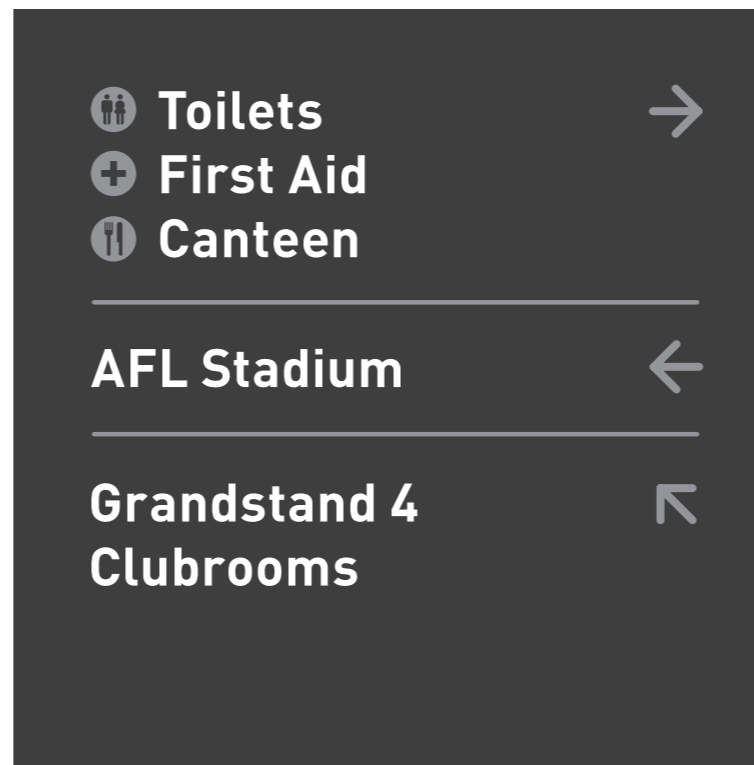 Toilets
First Aid
Canteen
AFL Stadium
Grandstand 4
Clubrooms